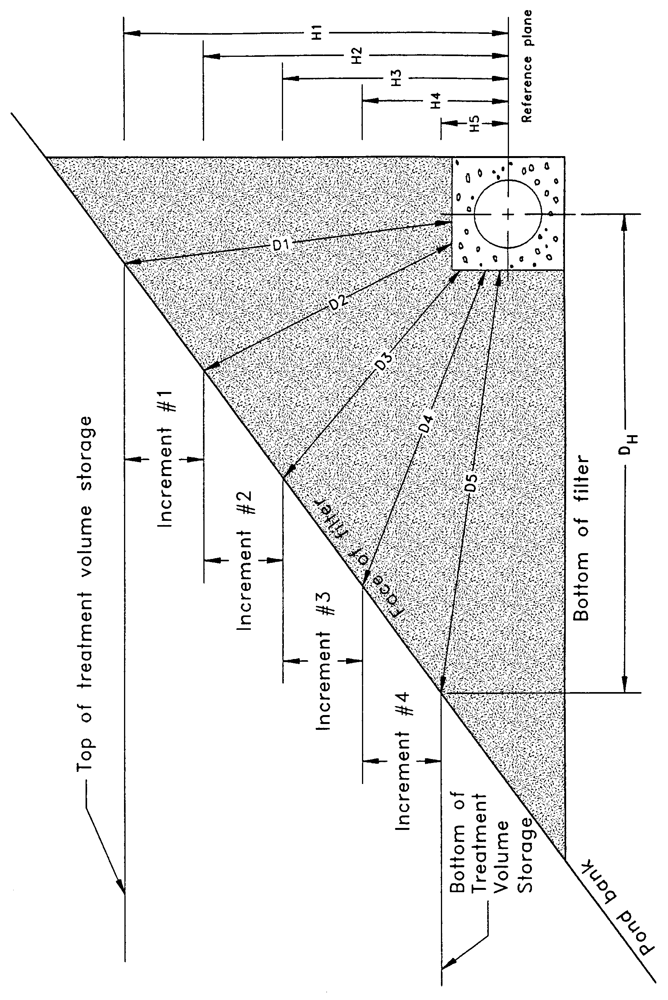 Top of treatment volume storage
Increment #1
Increment #2
Increment #3
Increment #4
Bottom of
Treatment
Volume
Storage
Pond bank
Face of filter
D1
D2
D3
D4
D5
H1
H2
H3
H4
H5
Reference plane
Bottom of filter
DH